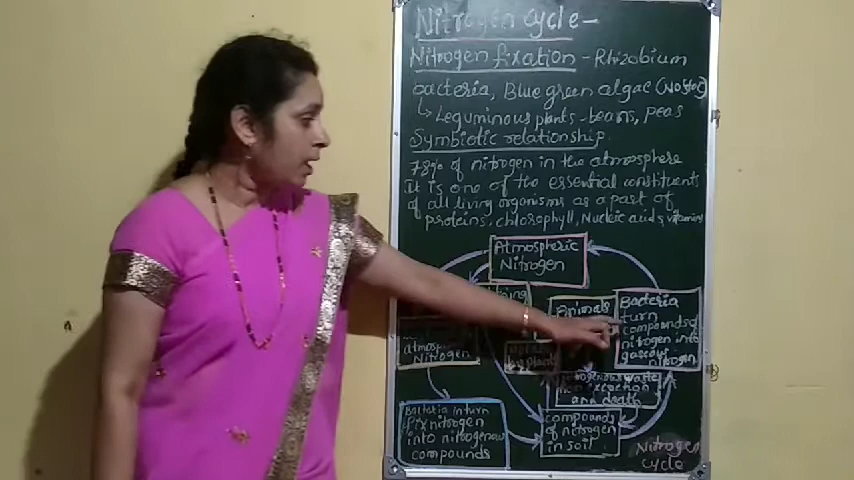 Nitrogen cycle-
Nitrogen fixation - Rhizobium
bacteria, Blue green algae (Nostoc)
↳ Leguminous plants - beans, peas
Symbiotic relationship
78% of nitrogen in the atmosphere
It is one of the essential constituents
of all living organisms as a part of
proteins, chlorophyll, Nucleic acids & vitamins
Atmospheric
Nitrogen
Animals
Bacteria
turn
compounds of
nitrogen into
gaseous
nitrogen
atmospheric
Nitrogen
Nitrogenous waste
from excretion
and death
Bacteria in turn
fix nitrogen
into nitrogenous
compounds
compounds
of nitrogen
in soil
Nitrogen
cycle